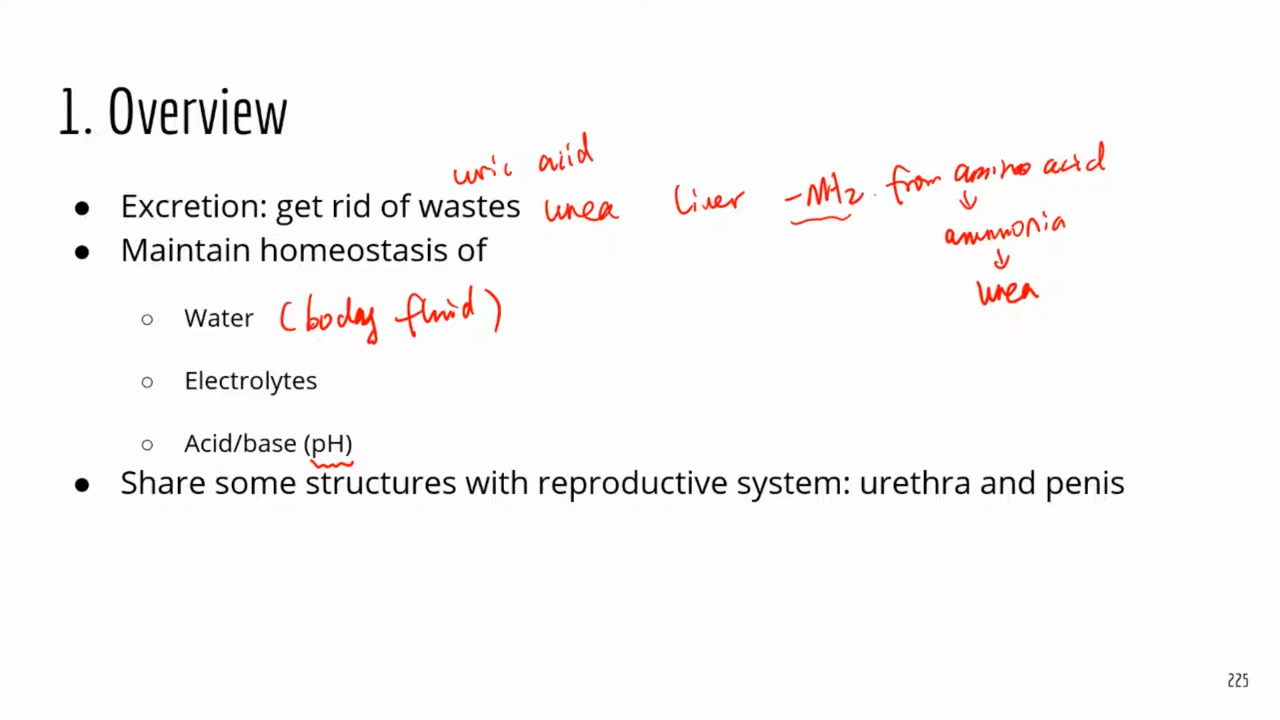 1. Overview
uric acid
● Excretion: get rid of wastes urea liver -NH2. from amino acid
↓
ammonia
↓
urea
● Maintain homeostasis of
○ Water (body fluid)
○ Electrolytes
○ Acid/base (pH)
● Share some structures with reproductive system: urethra and penis
225